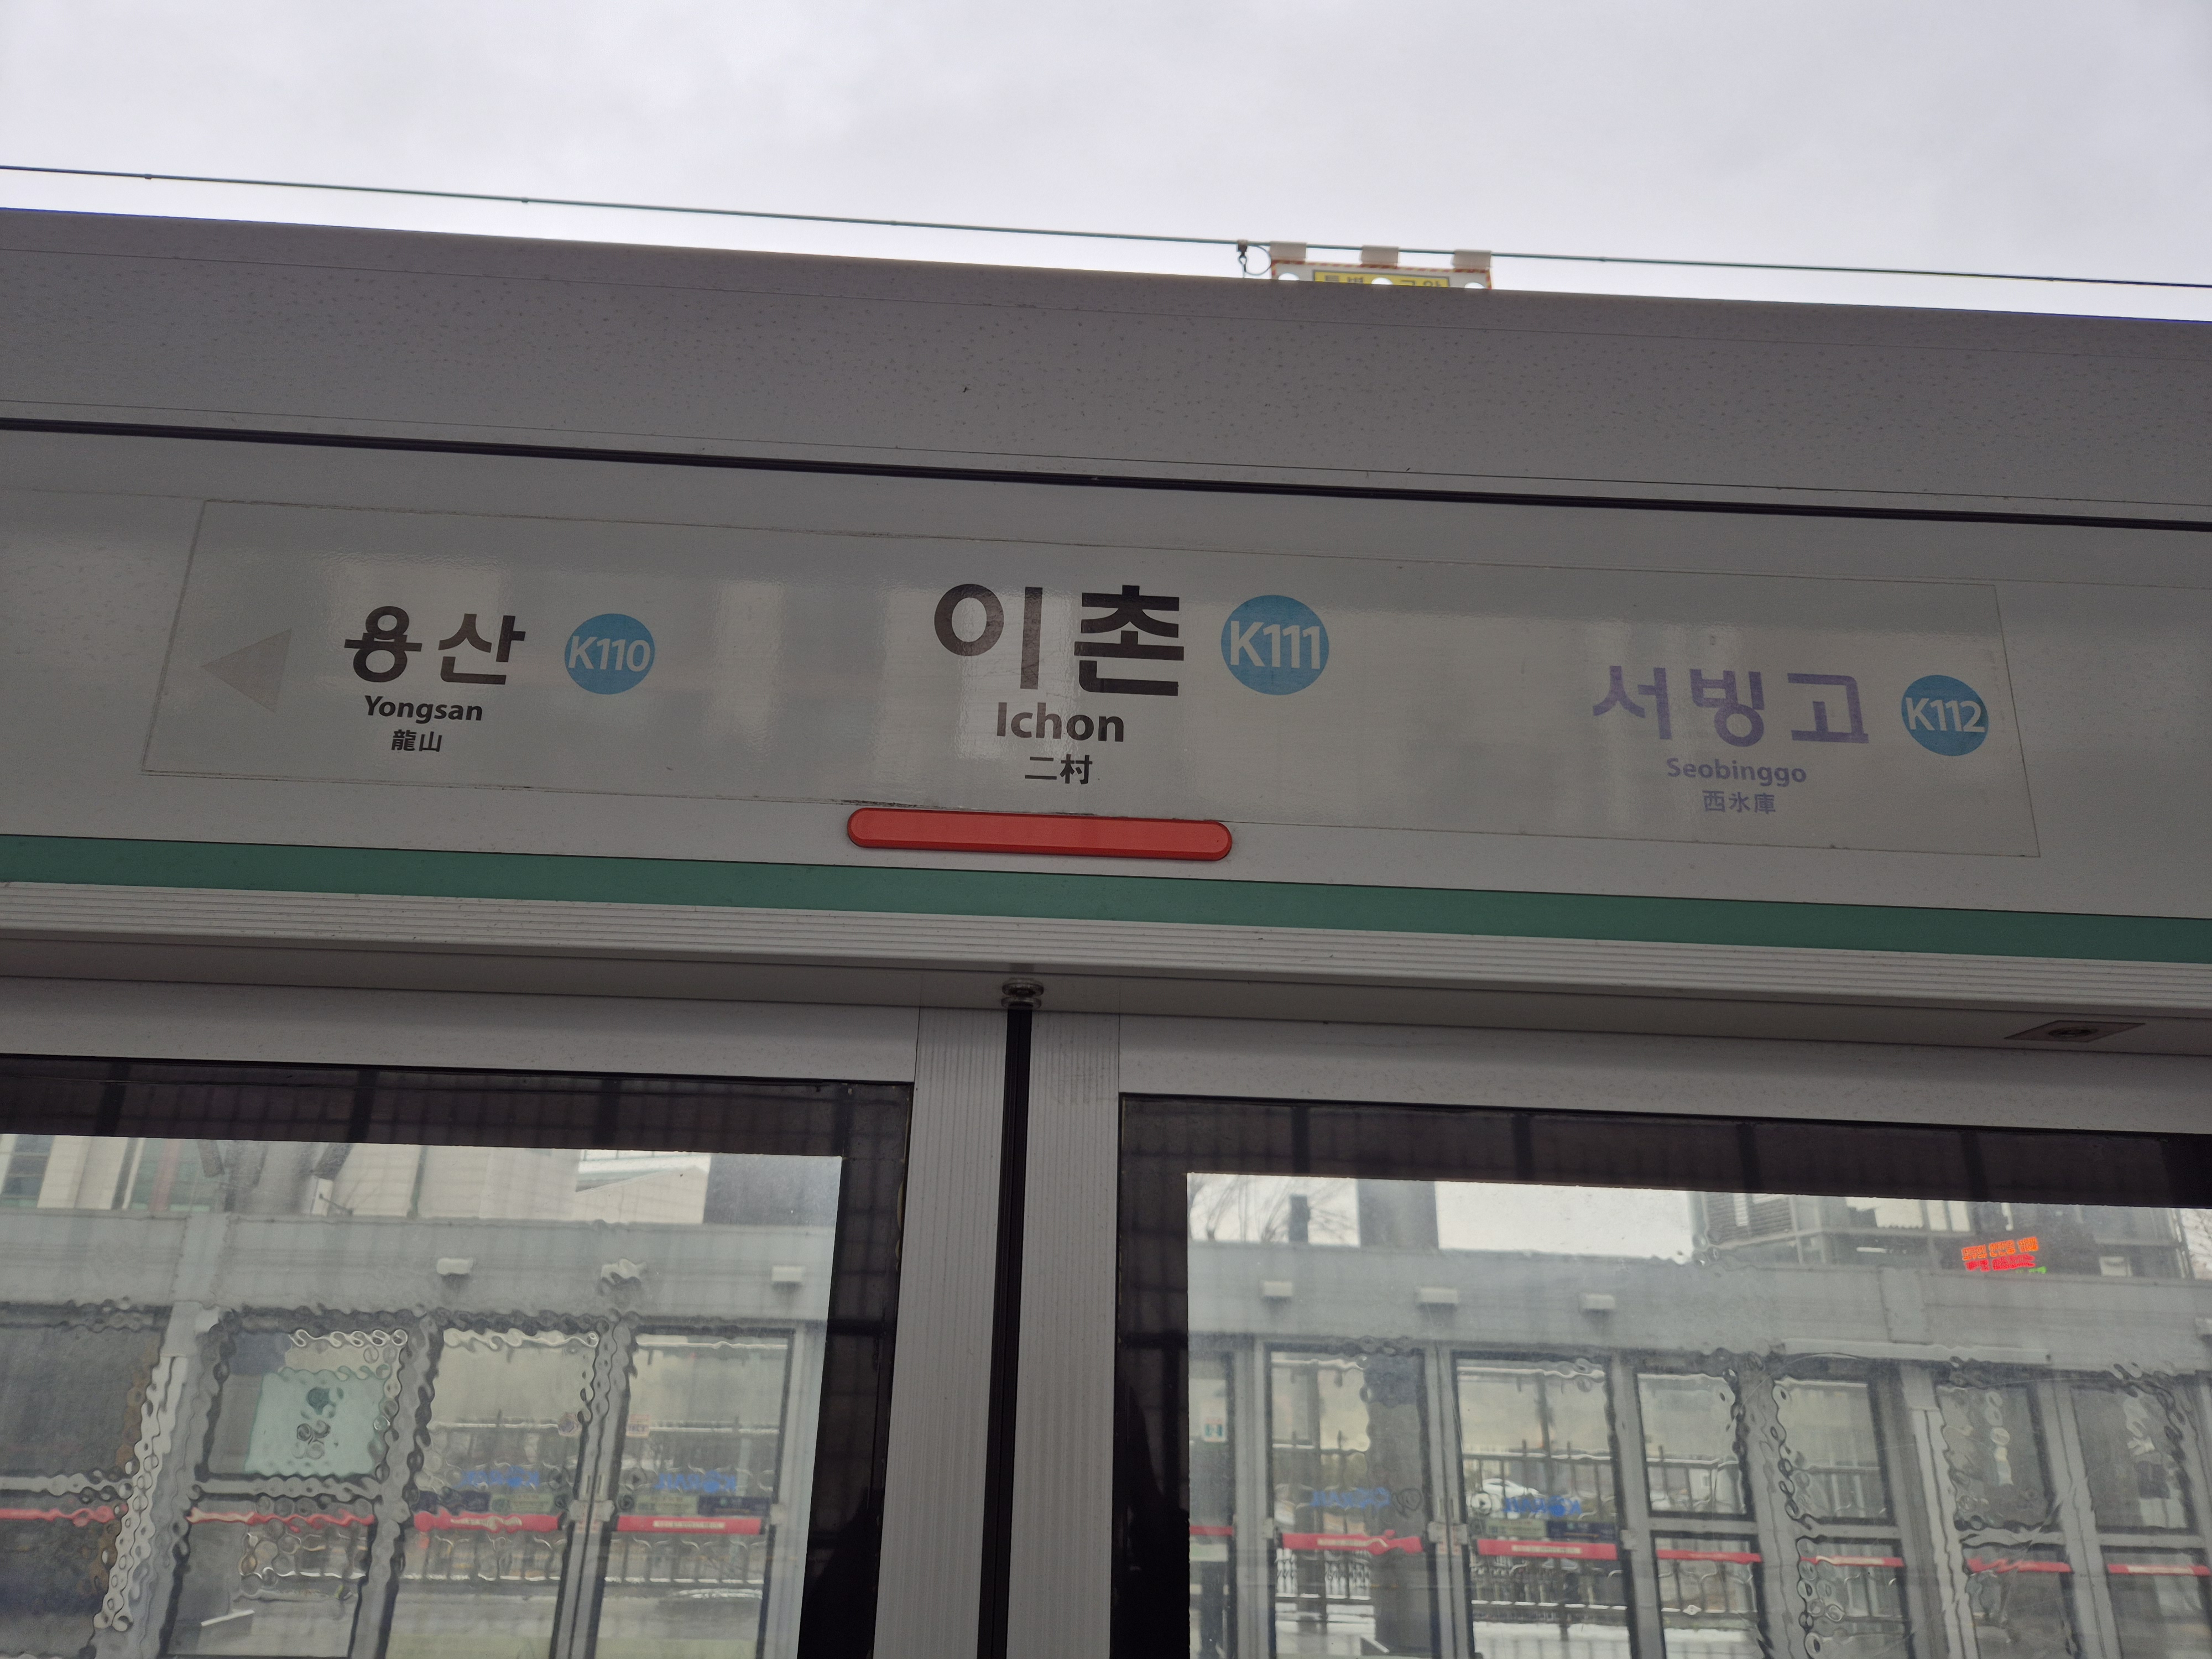 용산 K110
Yongsan
龍山
이촌 K111
Ichon
二村
서빙고 K112
Seobinggo
西氷庫